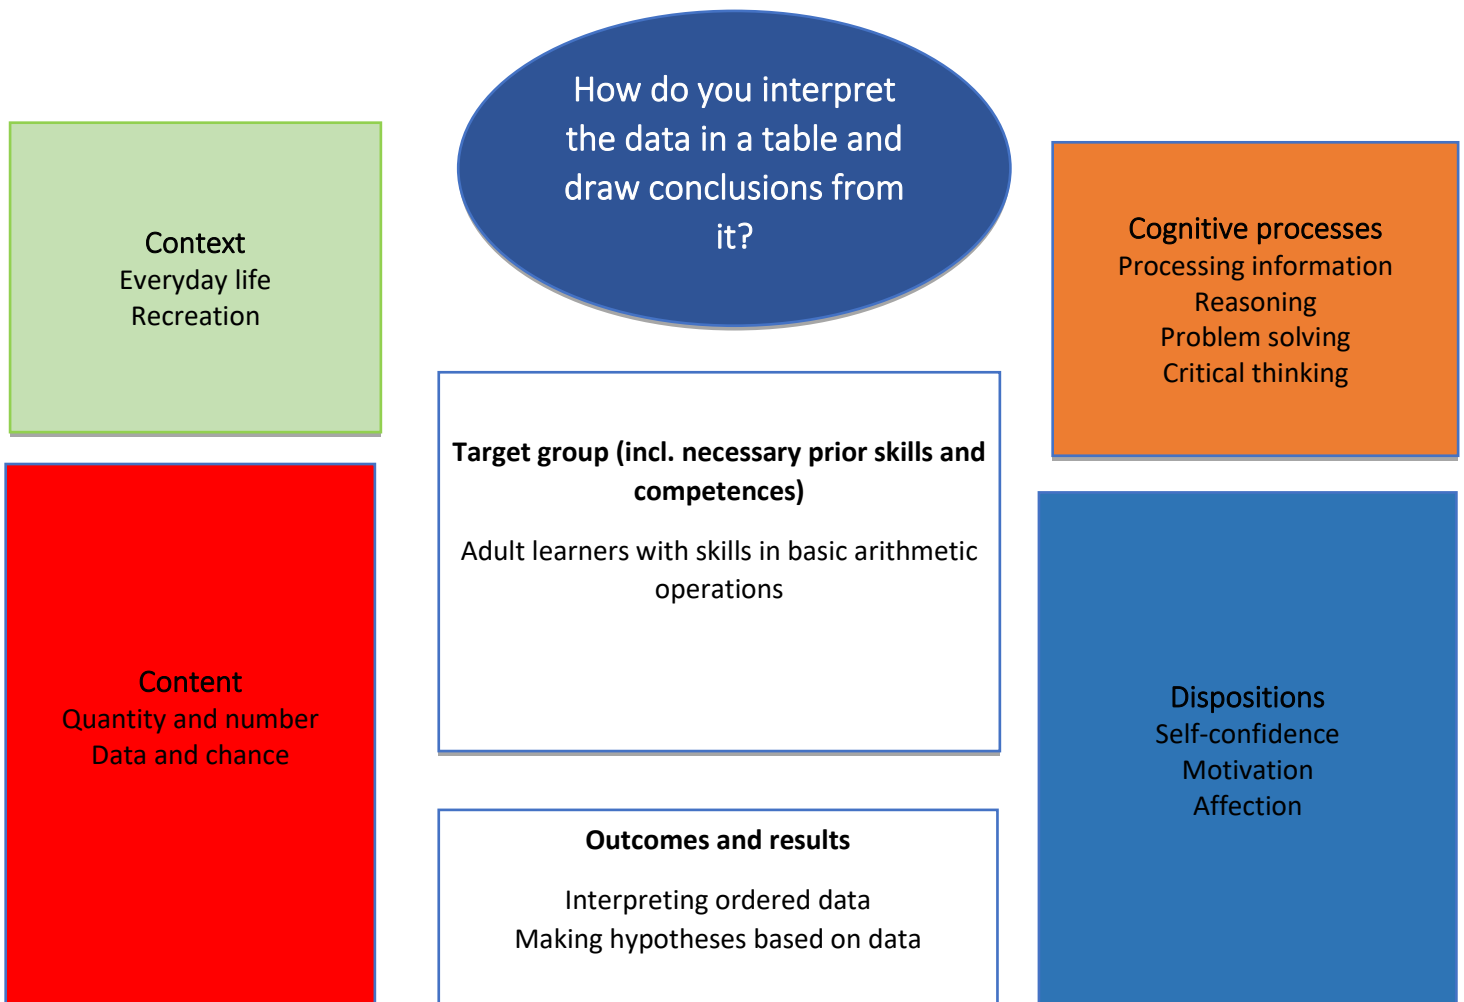 How do you interpret
the data in a table and
draw conclusions from
it?
Context
Everyday life
Recreation
Cognitive processes
Processing information
Reasoning
Problem solving
Critical thinking
Target group (incl. necessary prior skills and
competences)
Adult learners with skills in basic arithmetic
operations
Content
Quantity and number
Data and chance
Dispositions
Self-confidence
Motivation
Affection
Outcomes and results
Interpreting ordered data
Making hypotheses based on data